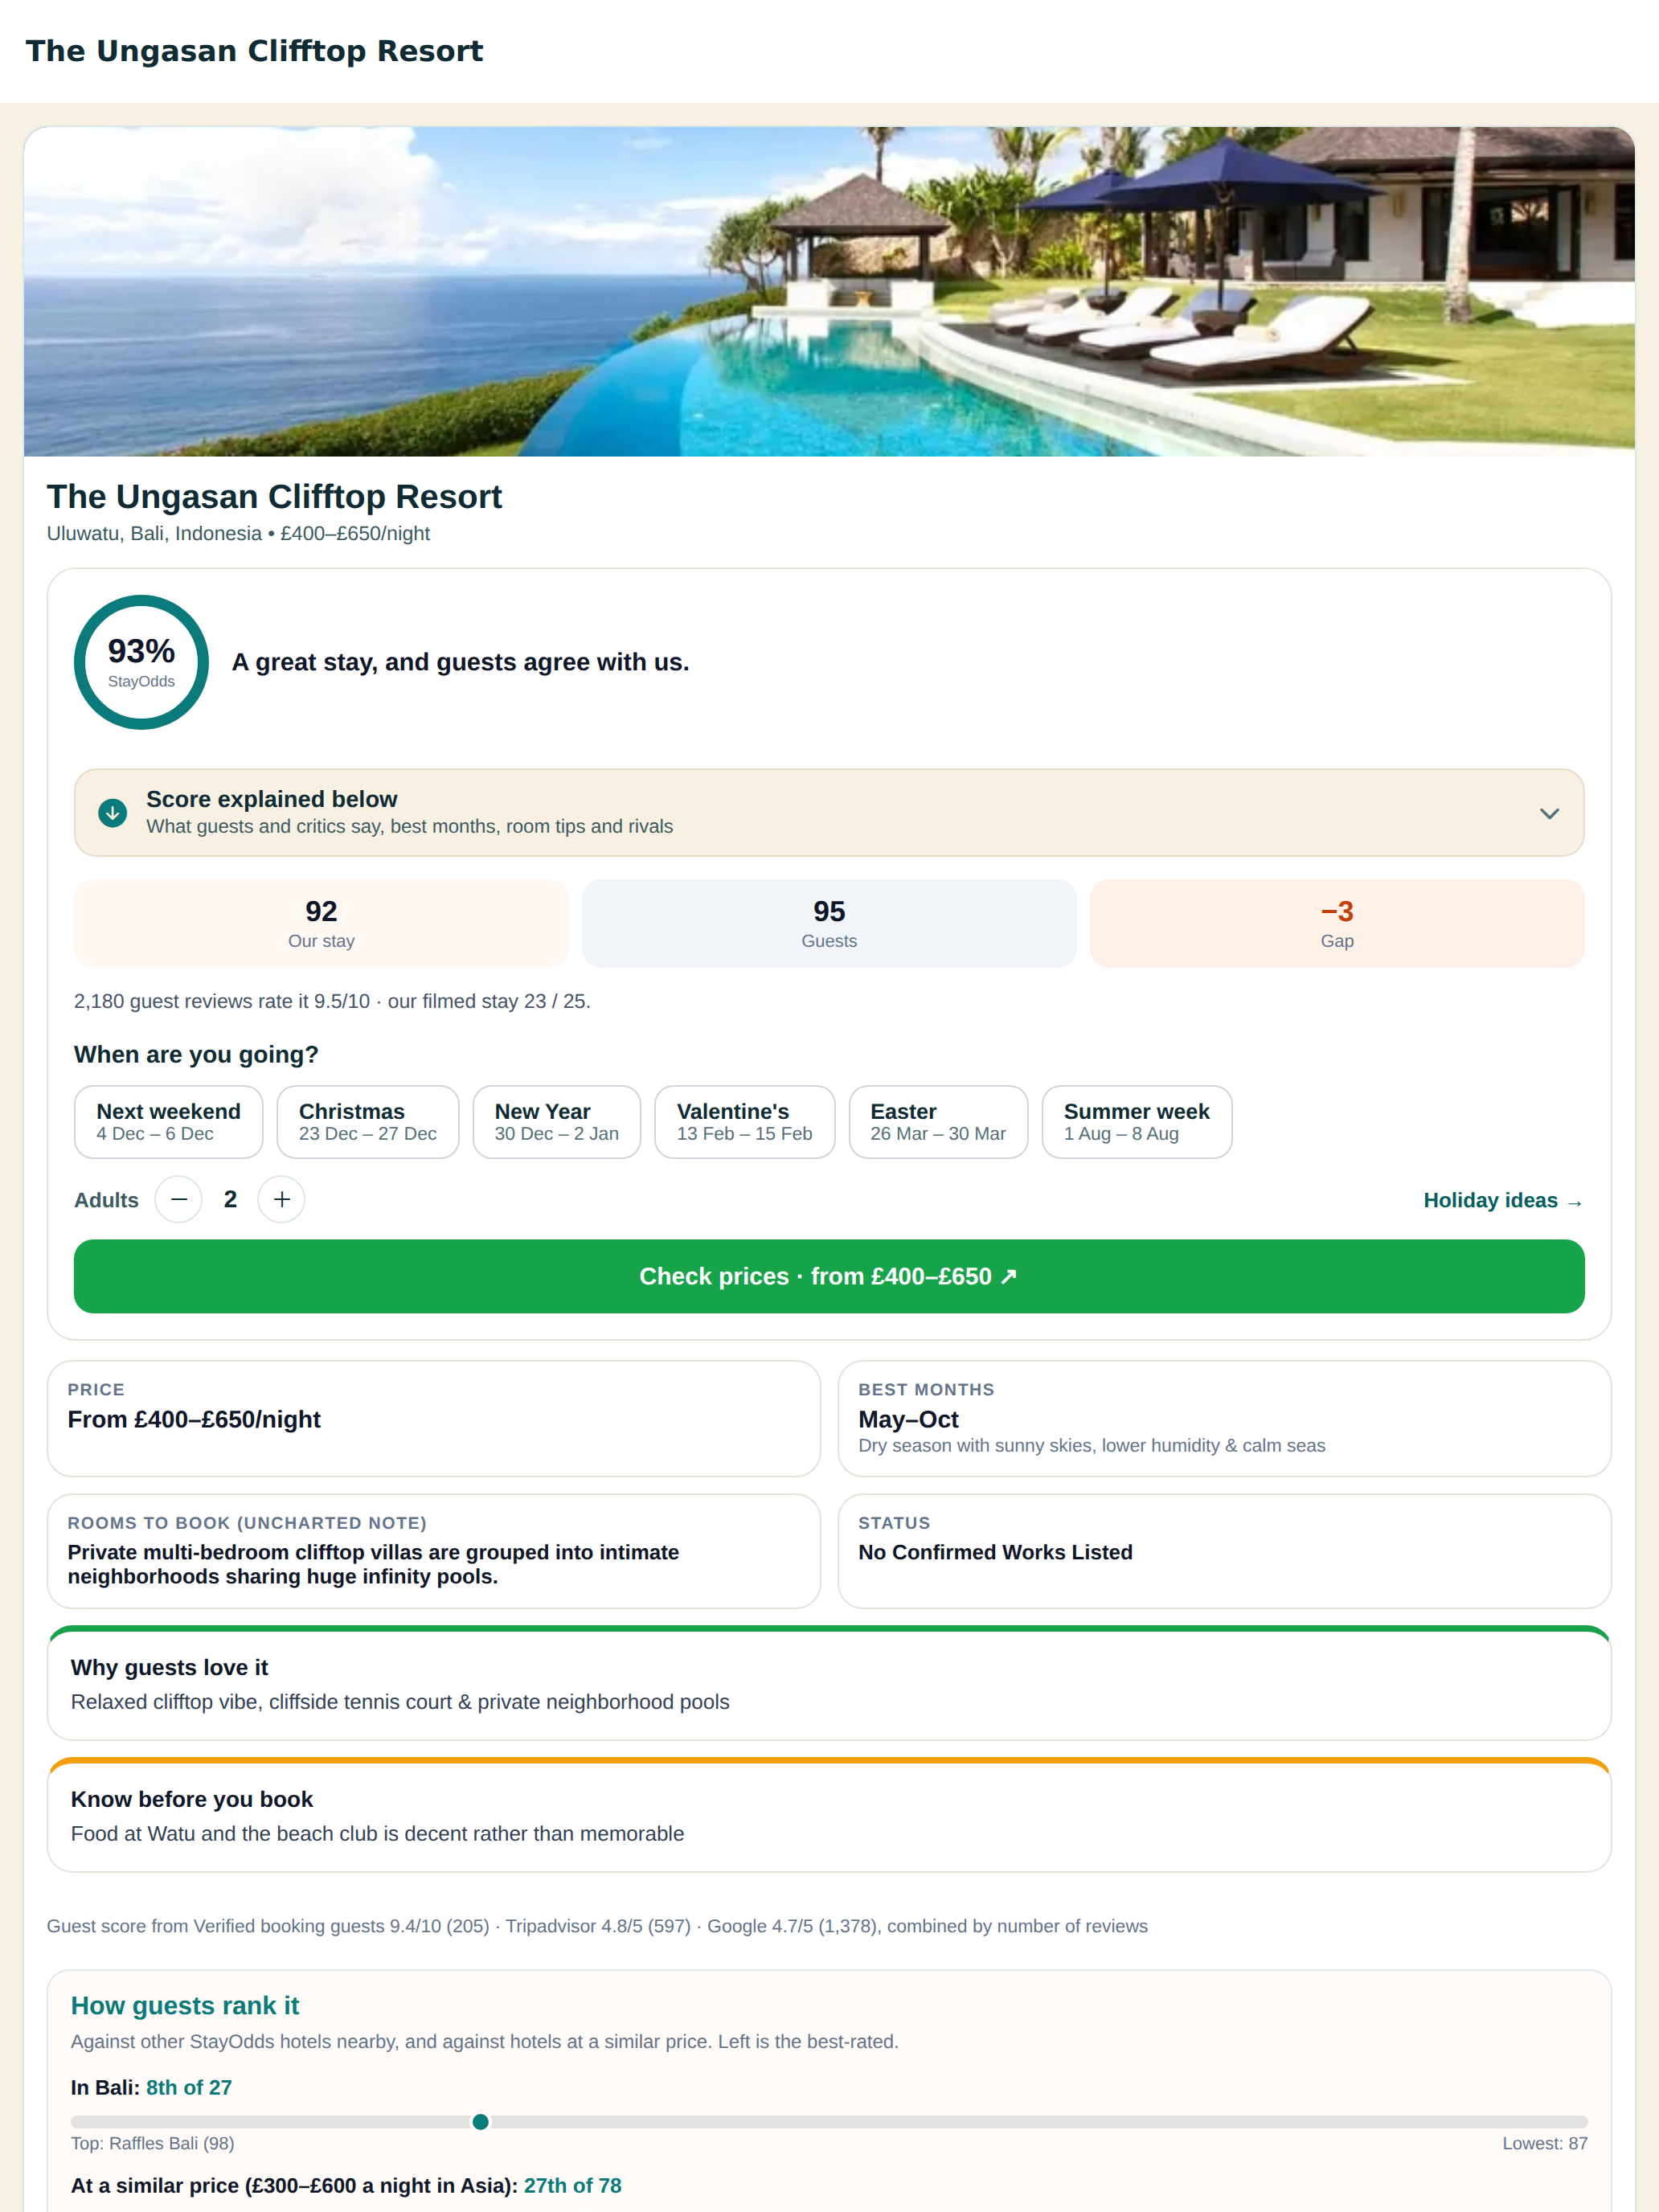 The Ungasan Clifftop Resort
The Ungasan Clifftop Resort
Uluwatu, Bali, Indonesia • £400–£650/night
93%
StayOdds
A great stay, and guests agree with us.
Score explained below
What guests and critics say, best months, room tips and rivals
92
Our stay
95
Guests
−3
Gap
2,180 guest reviews rate it 9.5/10 · our filmed stay 23 / 25.
When are you going?
Next weekend
4 Dec – 6 Dec
Christmas
23 Dec – 27 Dec
New Year
30 Dec – 2 Jan
Valentine's
13 Feb – 15 Feb
Easter
26 Mar – 30 Mar
Summer week
1 Aug – 8 Aug
Adults − 2 +
Holiday ideas →
Check prices · from £400–£650 ↗
PRICE
From £400–£650/night
BEST MONTHS
May–Oct
Dry season with sunny skies, lower humidity & calm seas
ROOMS TO BOOK (UNCHARTED NOTE)
Private multi-bedroom clifftop villas are grouped into intimate
neighborhoods sharing huge infinity pools.
STATUS
No Confirmed Works Listed
Why guests love it
Relaxed clifftop vibe, cliffside tennis court & private neighborhood pools
Know before you book
Food at Watu and the beach club is decent rather than memorable
Guest score from Verified booking guests 9.4/10 (205) · Tripadvisor 4.8/5 (597) · Google 4.7/5 (1,378), combined by number of reviews
How guests rank it
Against other StayOdds hotels nearby, and against hotels at a similar price. Left is the best-rated.
In Bali: 8th of 27
Top: Raffles Bali (98)
Lowest: 87
At a similar price (£300–£600 a night in Asia): 27th of 78